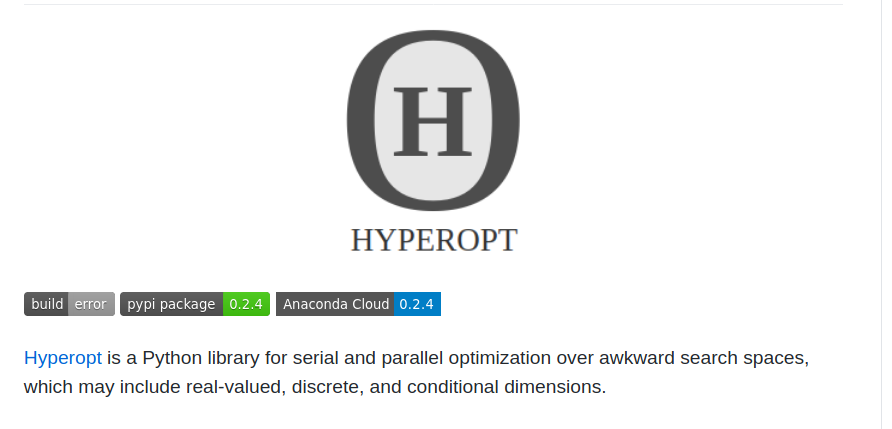 H
HYPEROPT
build error pypi package 0.2.4 Anaconda Cloud 0.2.4
Hyperopt is a Python library for serial and parallel optimization over awkward search spaces,
which may include real-valued, discrete, and conditional dimensions.